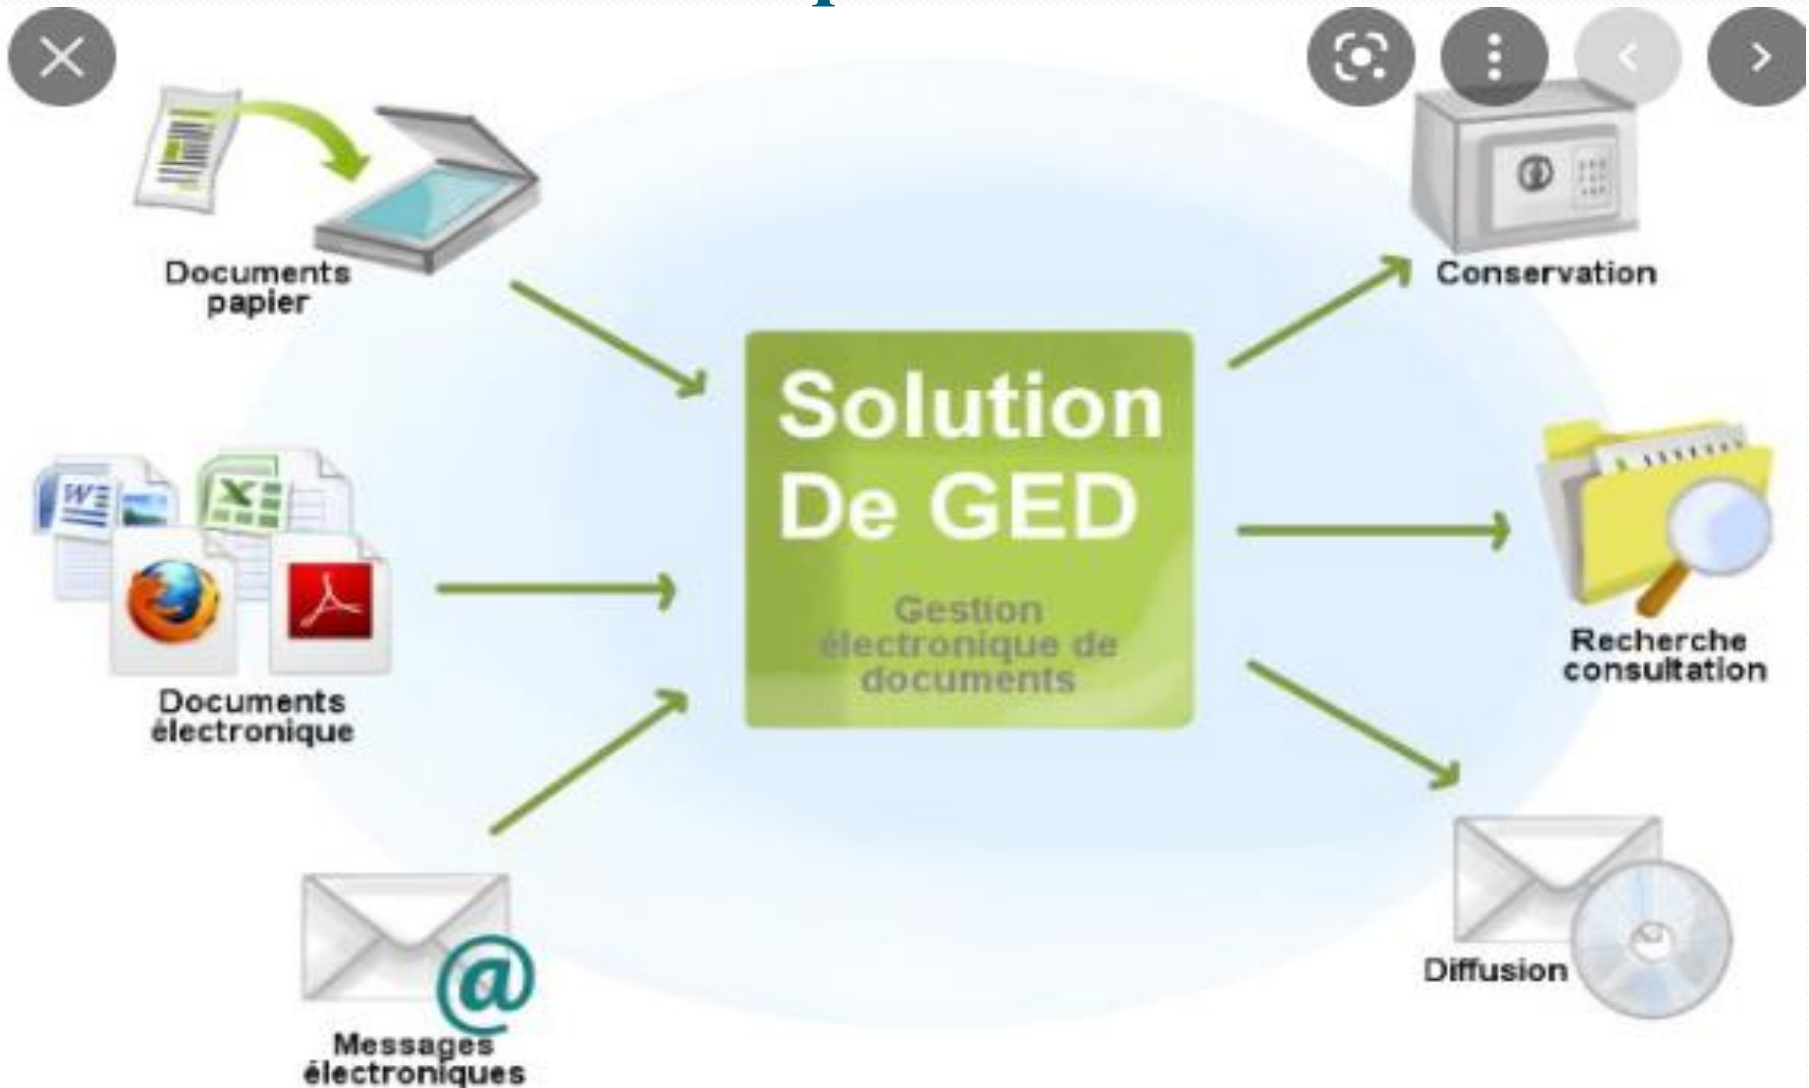 Documents
papier
Documents
électronique
Messages
électroniques
Solution
De GED
Gestion
électronique de
documents
Conservation
Recherche
consultation
Diffusion
W
X
@